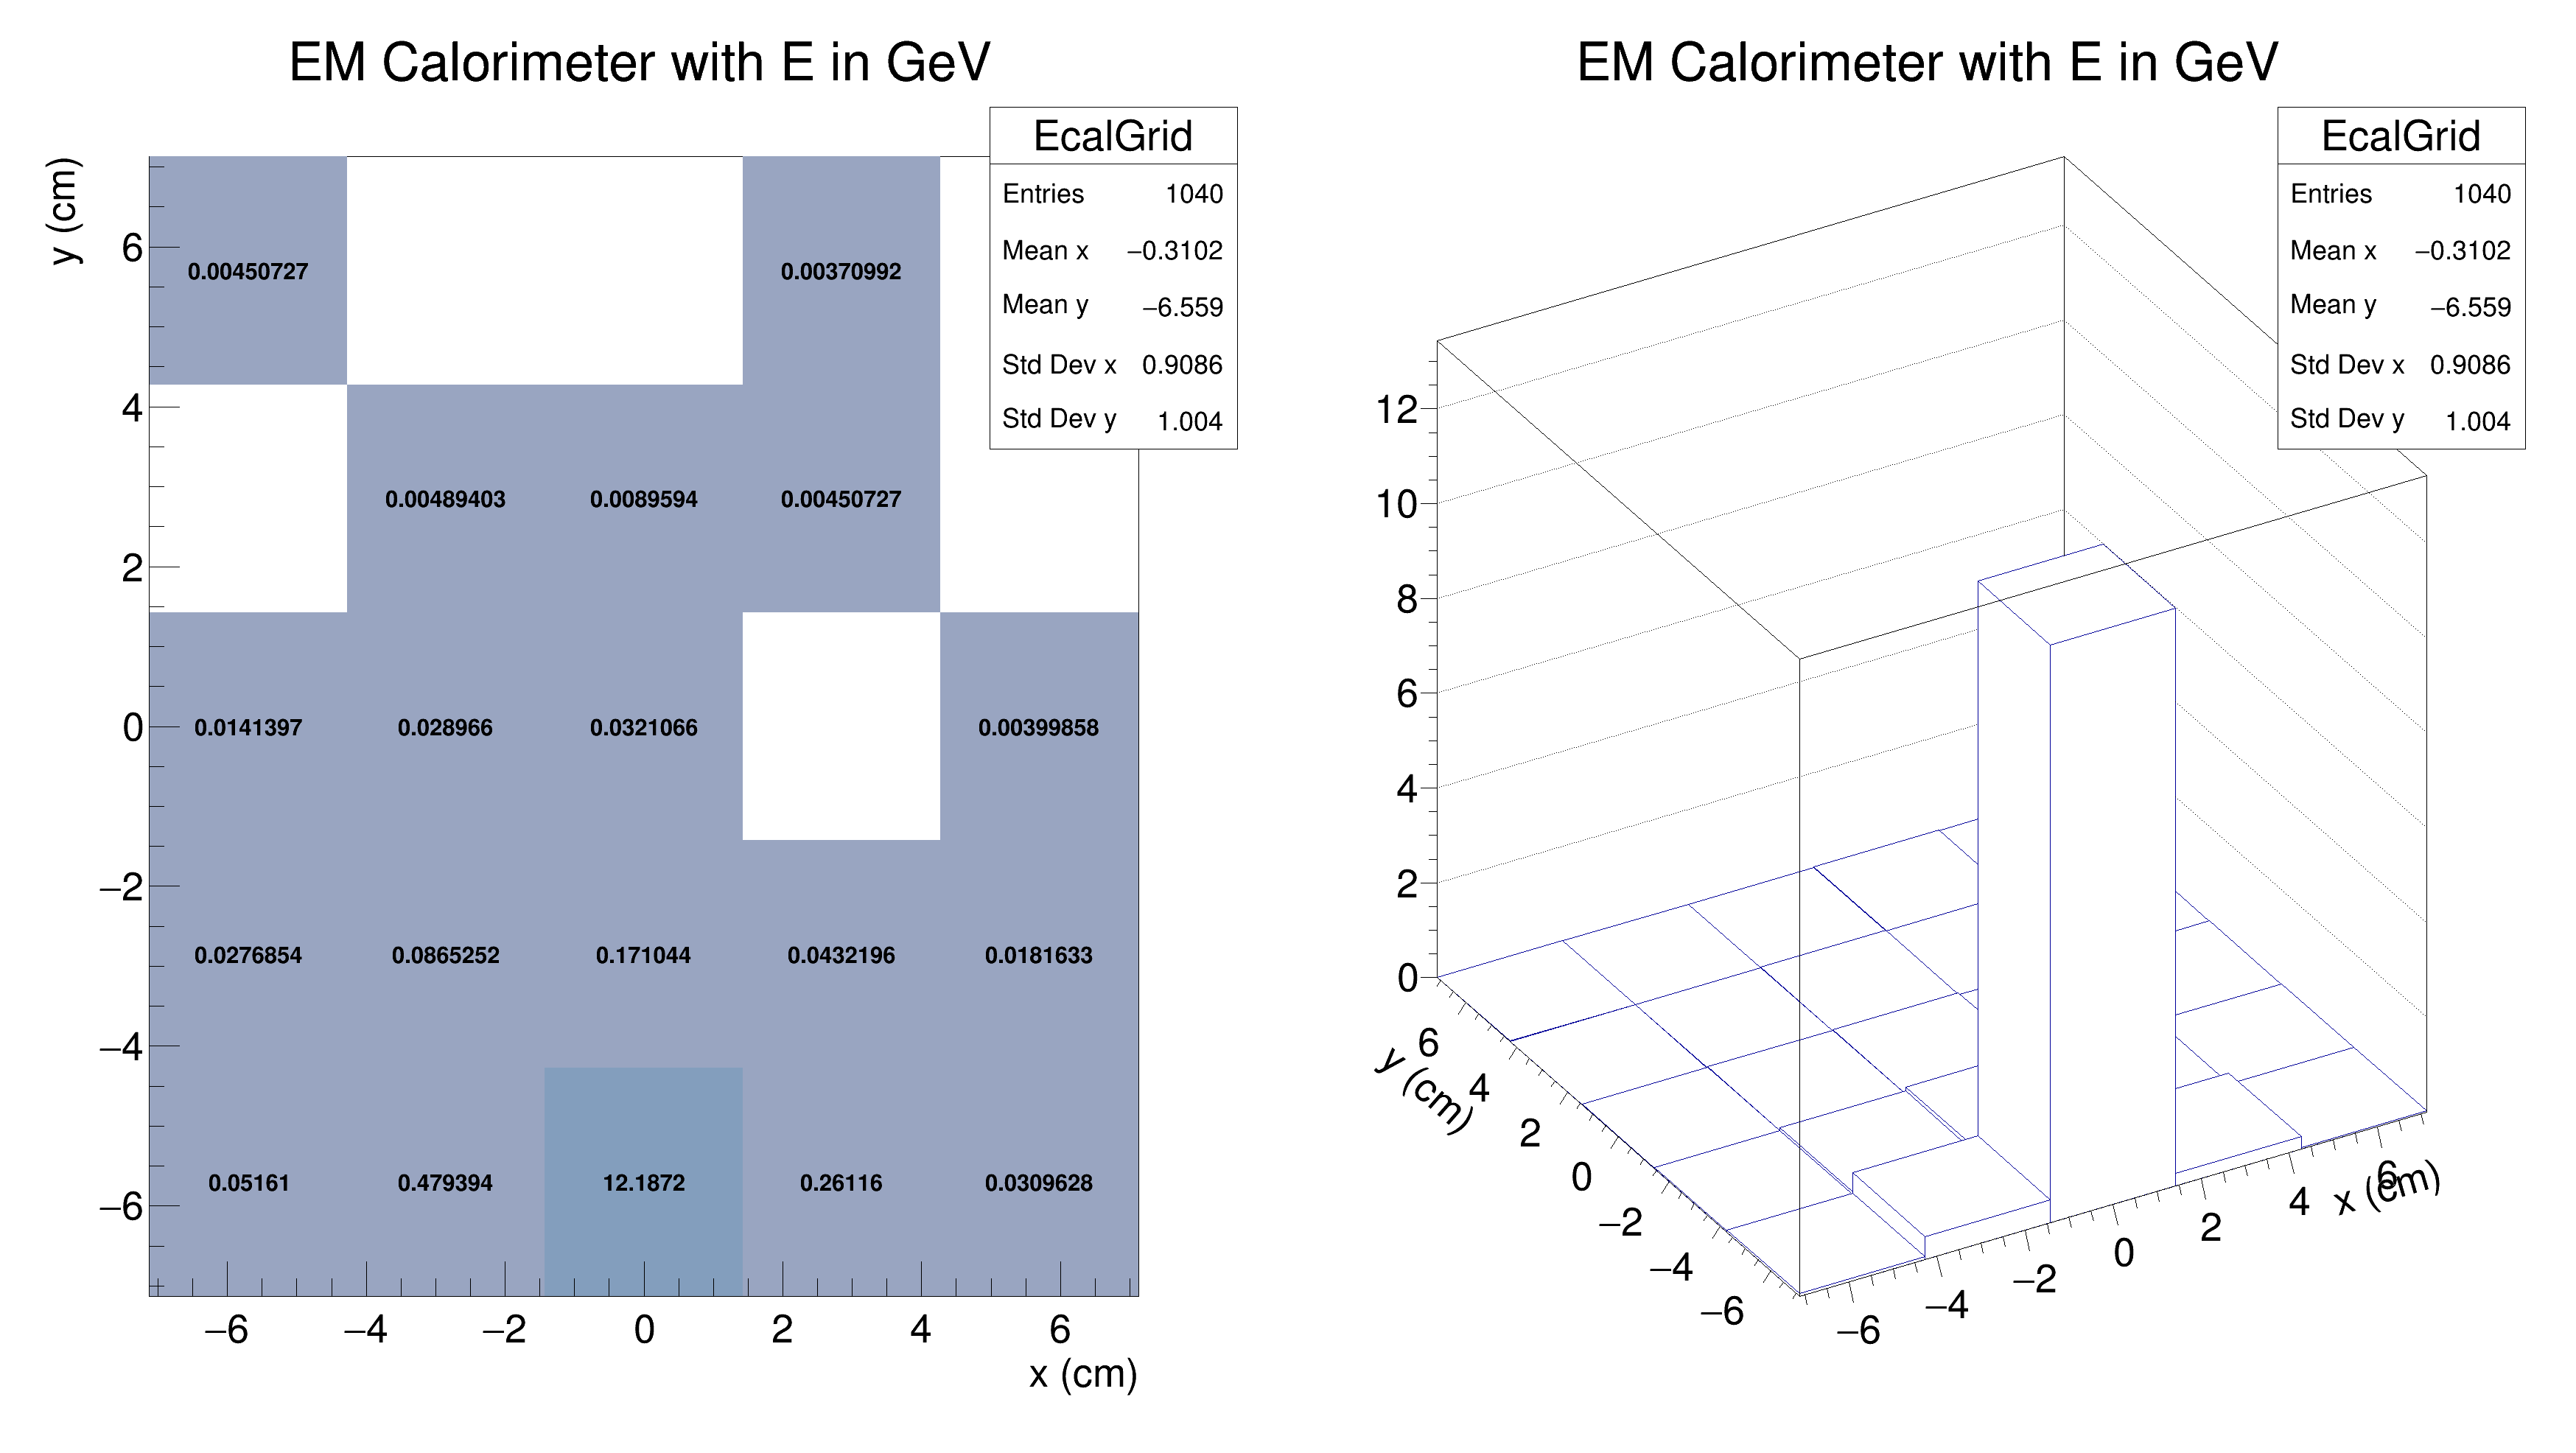 EM Calorimeter with E in GeV
EcalGrid
Entries 1040
Mean x −0.3102
Mean y −6.559
Std Dev x 0.9086
Std Dev y 1.004
y (cm)
6
4
2
0
−2
−4
−6
0.00450727 0.00370992
0.00489403 0.0089594 0.00450727
0.0141397 0.028966 0.0321066 0.00399858
0.0276854 0.0865252 0.171044 0.0432196 0.0181633
0.05161 0.479394 12.1872 0.26116 0.0309628
−6 −4 −2 0 2 4 6
x (cm)
EM Calorimeter with E in GeV
EcalGrid
Entries 1040
Mean x −0.3102
Mean y −6.559
Std Dev x 0.9086
Std Dev y 1.004
12
10
8
6
4
2
0
y (cm)
6
4
2
0
−2
−4
−6
−6 −4 −2 0 2 4 6
x (cm)